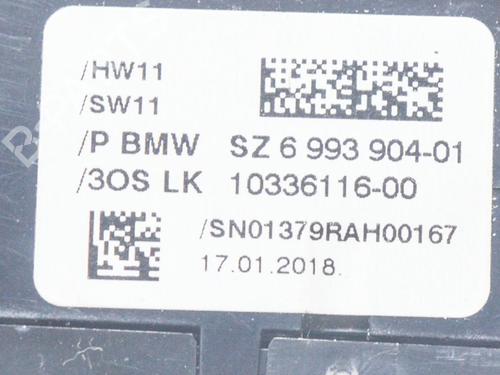 /HW11
/SW11
/P BMW SZ 6 993 904-01
/3OS LK 10336116-00
/SN01379RAH00167
17.01.2018.